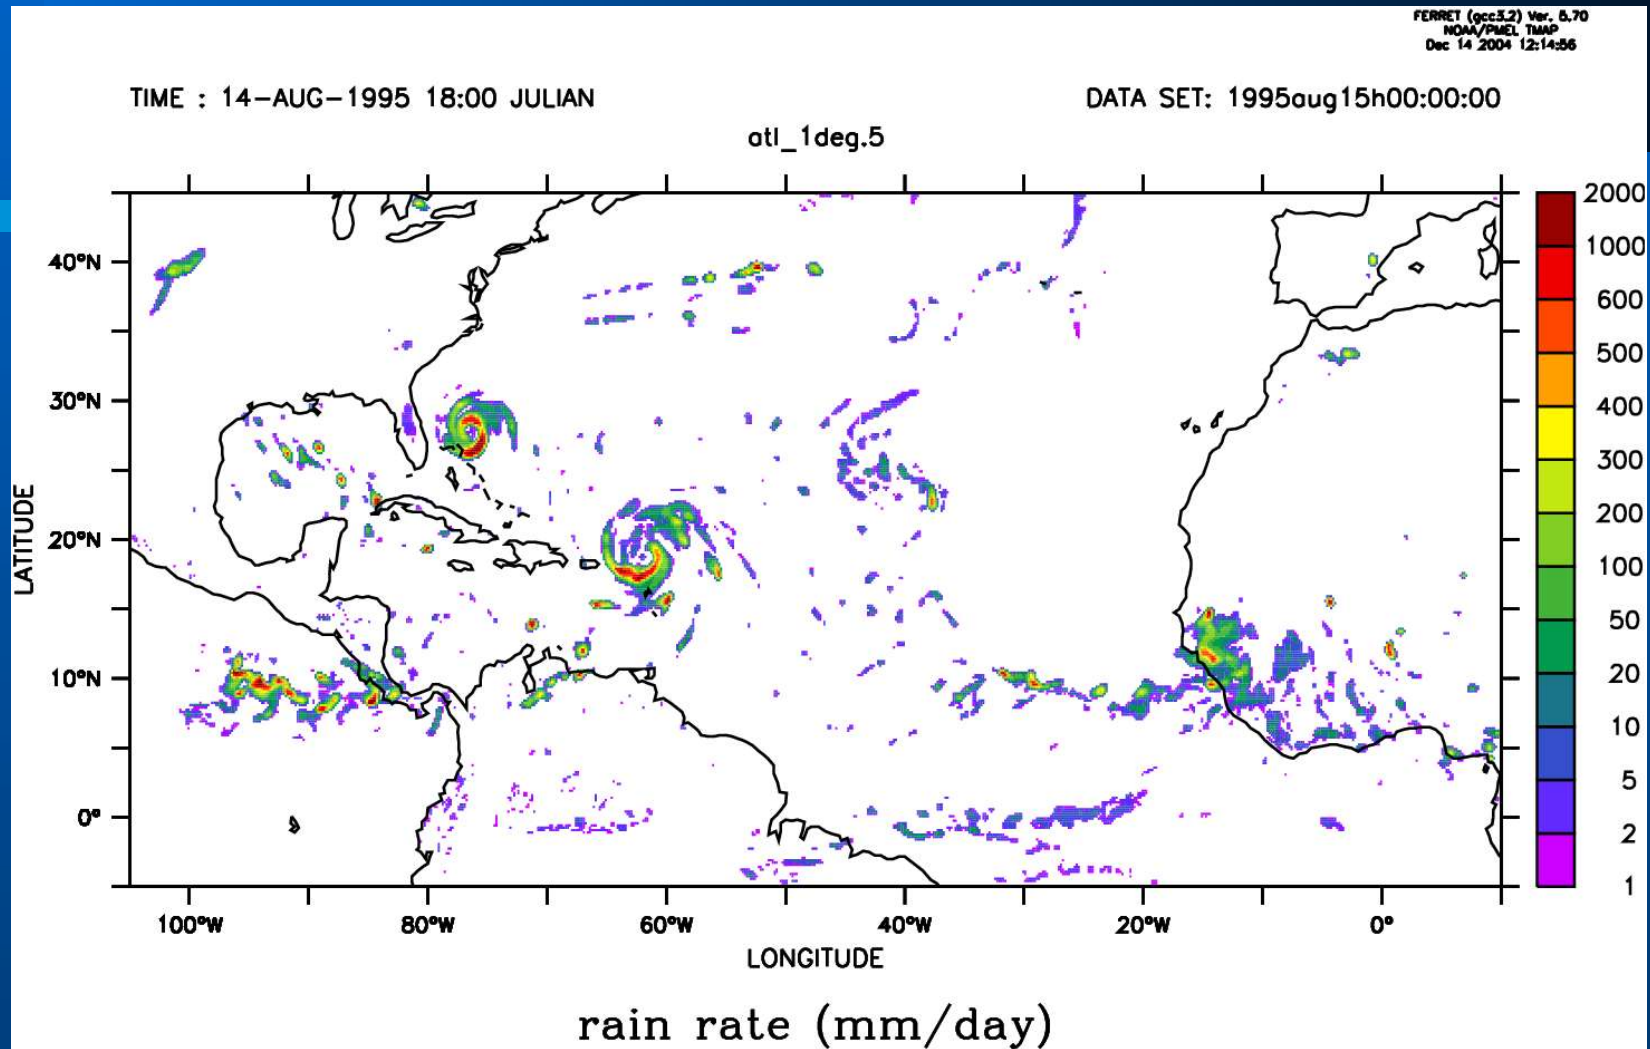 FERRET (gcc3.2) Ver. 5.70
NOAA/PMEL TMAP
Dec 14 2004 12:14:56
TIME : 14-AUG-1995 18:00 JULIAN
DATA SET: 1995aug15h00:00:00
atl_1deg.5
2000
1000
600
500
400
300
200
100
50
20
10
5
2
1
40°N
30°N
20°N
10°N
0°
LATITUDE
100°W 80°W 60°W 40°W 20°W 0°
LONGITUDE
rain rate (mm/day)